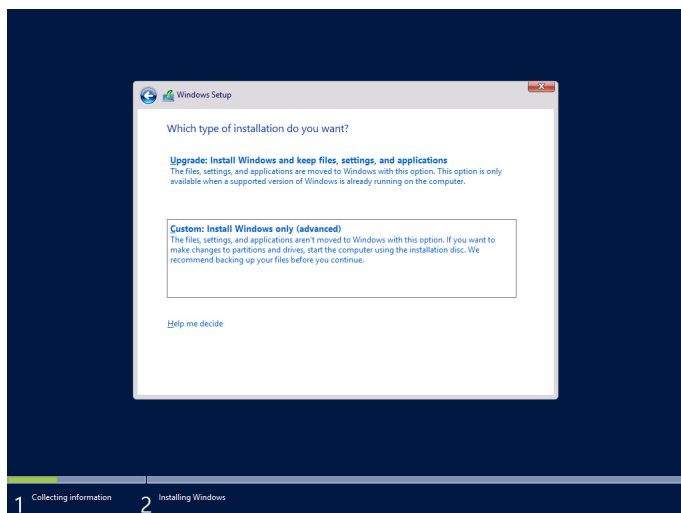 Windows Setup
Which type of installation do you want?
Upgrade: Install Windows and keep files, settings, and applications
The files, settings, and applications are moved to Windows with this option. This option is only
available when a supported version of Windows is already running on the computer.
Custom: Install Windows only (advanced)
The files, settings, and applications aren't moved to Windows with this option. If you want to
make changes to partitions and drives, start the computer using the installation disc. We
recommend backing up your files before you continue.
Help me decide
1 Collecting information
2 Installing Windows